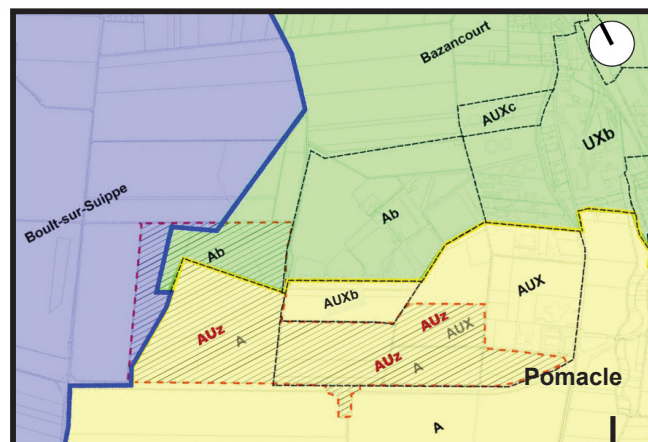 Bazancourt
AUXc
UXb
Boult-sur-Suippe
Ab
Ab
AUX
AUXb
AUz
AUz
AUX
A
AUz
A
Pomacle
A